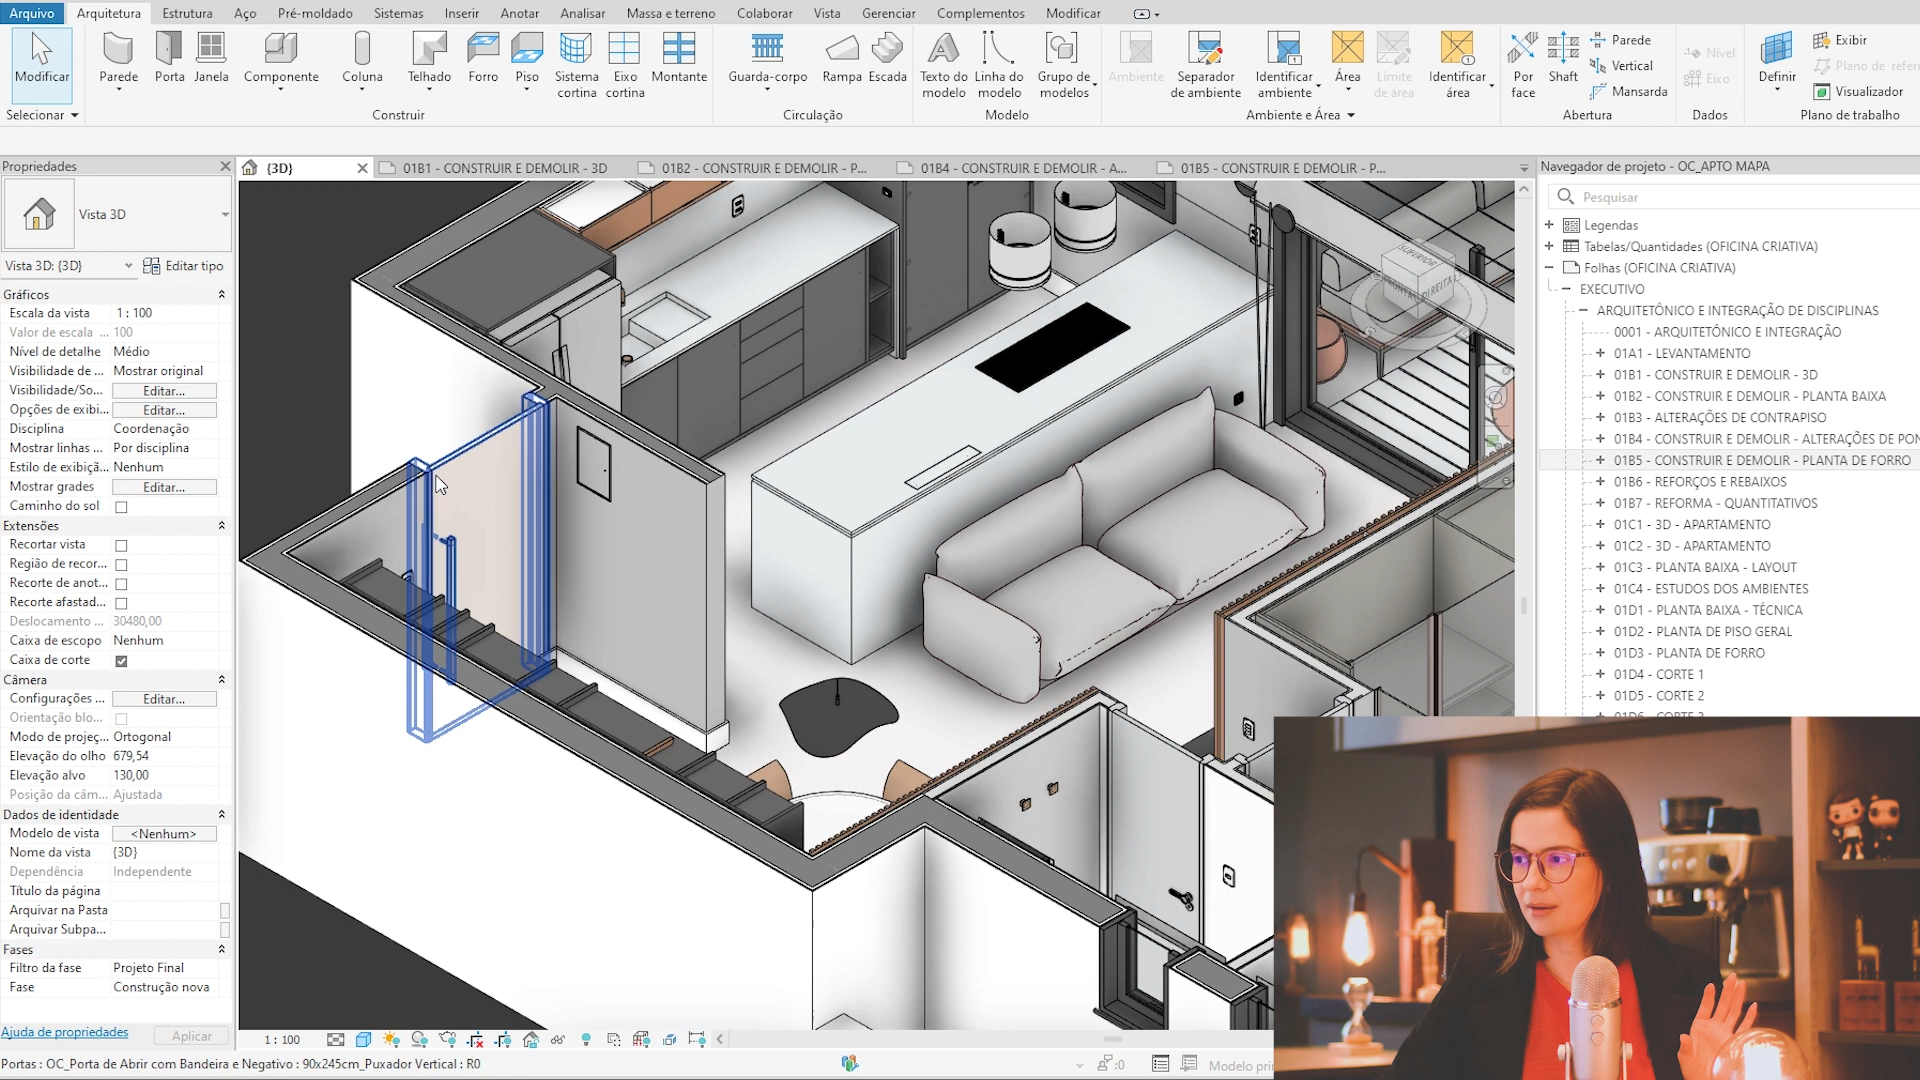 Arquivo Arquitetura Estrutura Aço Pré-moldado Sistemas Inserir Anotar Analisar Massa e terreno Colaborar Vista Gerenciar Complementos Modificar
Modificar
Parede
Porta
Janela
Componente
Coluna
Telhado
Forro
Piso
Sistema cortina
Eixo cortina
Montante
Guarda-corpo
Rampa
Escada
Texto do modelo
Linha do modelo
Grupo de modelos
Ambiente
Separador de ambiente
Identificar ambiente
Área
Limite de área
Identificar área
Por face
Shaft
Parede
Vertical
Mansarda
Nível
Eixo
Definir
Exibir
Plano de
Visualizador
Selecionar Construir Circulação Modelo Ambiente e Área Abertura Dados Plano de trabalho
Propriedades
Vista 3D
Vista 3D: {3D} Editar tipo
Gráficos
Escala da vista 1 : 100
Valor de escala ... 100
Nível de detalhe Médio
Visibilidade de ... Mostrar original
Visibilidade/So... Editar...
Opções de exibi... Editar...
Disciplina Coordenação
Mostrar linhas ... Por disciplina
Estilo de exibiçã... Nenhum
Mostrar grades Editar...
Caminho do sol
Extensões
Recortar vista
Região de recor...
Recorte de anot...
Recorte afastad...
Deslocamento ... 30480,00
Caixa de escopo Nenhum
Caixa de corte
Câmera
Configurações ... Editar...
Orientação blo...
Modo de projeç... Ortogonal
Elevação do olho 679,54
Elevação alvo 130,00
Posição da câm... Ajustada
Dados de identidade
Modelo de vista <Nenhum>
Nome da vista {3D}
Dependência Independente
Título da página
Arquivar na Pasta
Arquivar Subpa...
Fases
Filtro da fase Projeto Final
Fase Construção nova
Ajuda de propriedades Aplicar
{3D} 01B1 - CONSTRUIR E DEMOLIR - 3D 01B2 - CONSTRUIR E DEMOLIR - P... 01B4 - CONSTRUIR E DEMOLIR - A... 01B5 - CONSTRUIR E DEMOLIR - P...
SUPERIOR
FRONTAL
DIREITA
Navegador de projeto - OC_APTO MAPA
Pesquisar
Legendas
Tabelas/Quantidades (OFICINA CRIATIVA)
Folhas (OFICINA CRIATIVA)
EXECUTIVO
ARQUITETÔNICO E INTEGRAÇÃO DE DISCIPLINAS
0001 - ARQUITETÔNICO E INTEGRAÇÃO
01A1 - LEVANTAMENTO
01B1 - CONSTRUIR E DEMOLIR - 3D
01B2 - CONSTRUIR E DEMOLIR - PLANTA BAIXA
01B3 - ALTERAÇÕES DE CONTRAPISO
01B4 - CONSTRUIR E DEMOLIR - ALTERAÇÕES DE
01B5 - CONSTRUIR E DEMOLIR - PLANTA DE FORRO
01B6 - REFORÇOS E REBAIXOS
01B7 - REFORMA - QUANTITATIVOS
01C1 - 3D - APARTAMENTO
01C2 - 3D - APARTAMENTO
01C3 - PLANTA BAIXA - LAYOUT
01C4 - ESTUDOS DOS AMBIENTES
01D1 - PLANTA BAIXA - TÉCNICA
01D2 - PLANTA DE PISO GERAL
01D3 - PLANTA DE FORRO
01D4 - CORTE 1
01D5 - CORTE 2
1 : 100
Portas : OC_Porta de Abrir com Bandeira e Negativo : 90x245cm_Puxador Vertical : R0
:0
Modelo